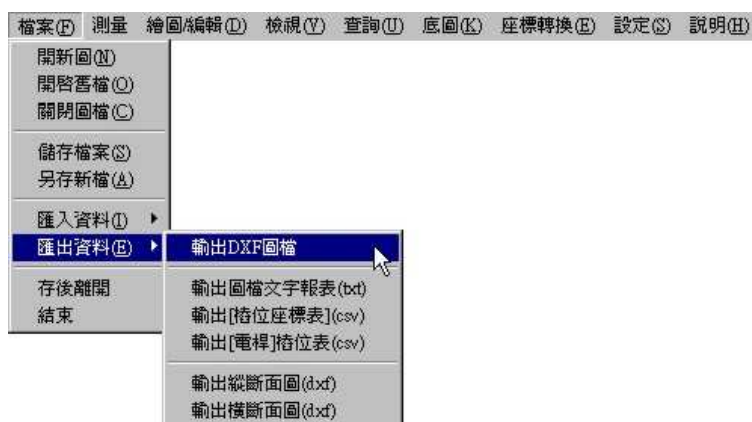 檔案(F) 測量 繪圖/編輯(D) 檢視(V) 查詢(U) 底圖(K) 座標轉換(E) 設定(S) 説明(H)
開新圖(N)
開啓舊檔(O)
關閉圖檔(C)
儲存檔案(S)
另存新檔(A)
匯入資料(I)
匯出資料(E)
存後離開
結束
輸出DXF圖檔
輸出圖檔文字報表(txt)
輸出[樁位座標表](csv)
輸出[電桿]樁位表(csv)
輸出縱斷面圖(dxf)
輸出橫斷面圖(dxf)